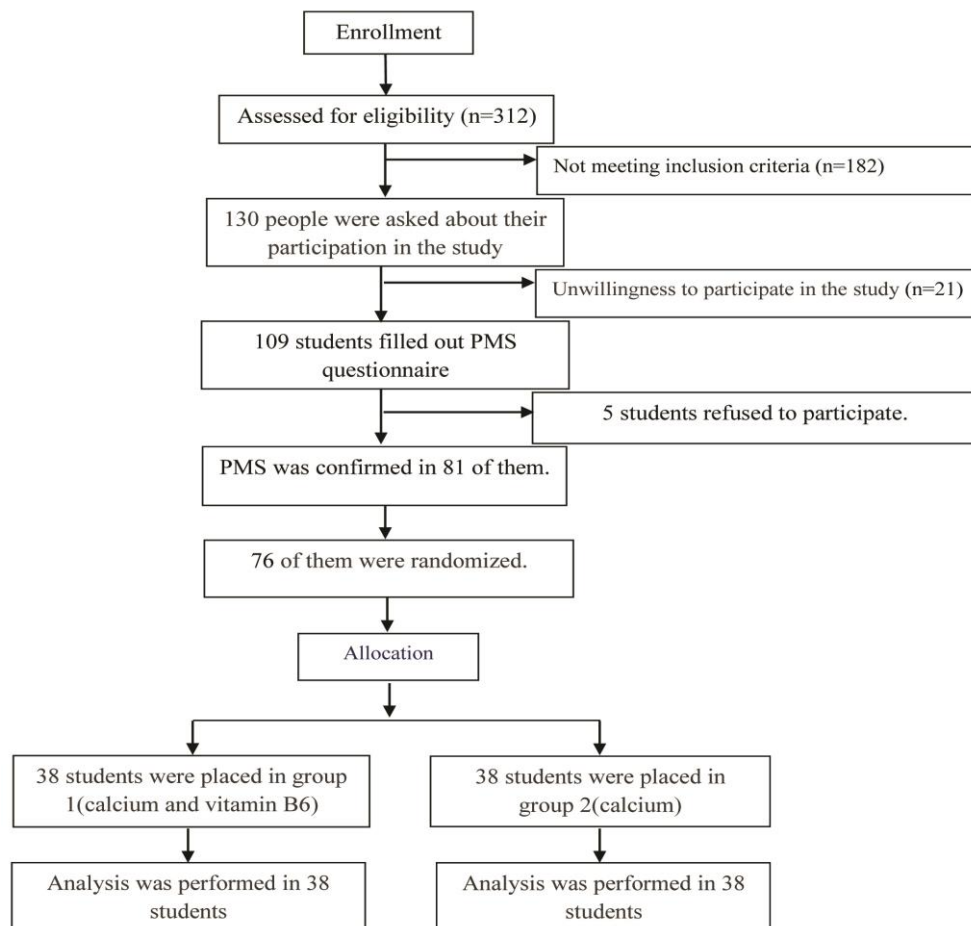 Enrollment
Assessed for eligibility (n=312)
Not meeting inclusion criteria (n=182)
130 people were asked about their
participation in the study
Unwillingness to participate in the study (n=21)
109 students filled out PMS
questionnaire
5 students refused to participate.
PMS was confirmed in 81 of them.
76 of them were randomized.
Allocation
38 students were placed in group
1(calcium and vitamin B6)
38 students were placed in
group 2(calcium)
Analysis was performed in 38
students
Analysis was performed in 38
students